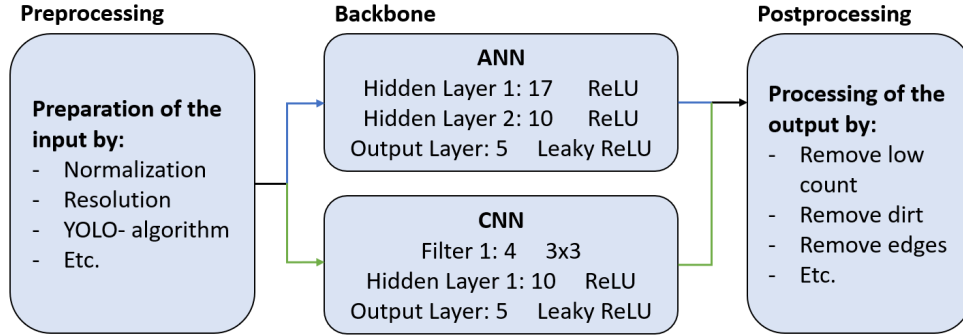 Preprocessing
Preparation of the
input by:
- Normalization
- Resolution
- YOLO- algorithm
- Etc.
Backbone
ANN
Hidden Layer 1: 17 ReLU
Hidden Layer 2: 10 ReLU
Output Layer: 5 Leaky ReLU
CNN
Filter 1: 4 3x3
Hidden Layer 1: 10 ReLU
Output Layer: 5 Leaky ReLU
Postprocessing
Processing of the
output by:
- Remove low
count
- Remove dirt
- Remove edges
- Etc.